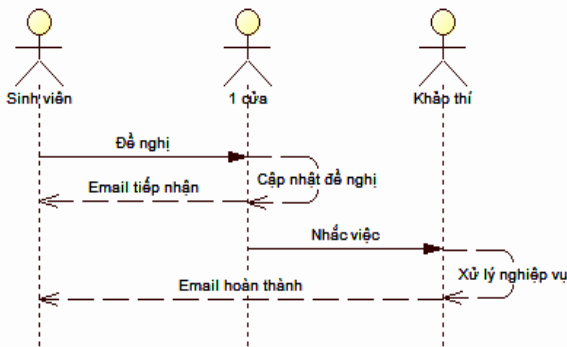 Sinh viên
1 cửa
Khảo thí
Đề nghị
Cập nhật đề nghị
Email tiếp nhận
Nhắc việc
Xử lý nghiệp vụ
Email hoàn thành